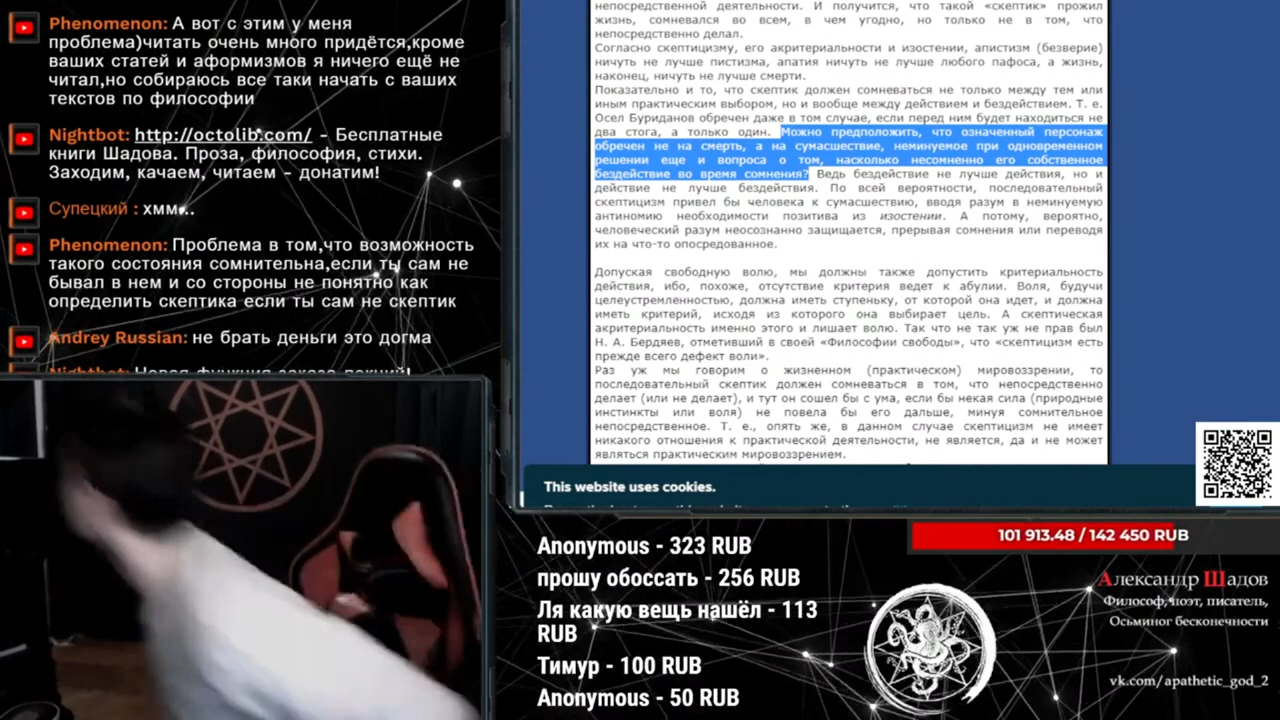 Phenomenon: А вот с этим у меня
проблема)читать очень много придётся,кроме
ваших статей и аформизмов я ничего ещё не
читал,но собираюсь все таки начать с ваших
текстов по философии
Nightbot: http://octolib.com/ - Бесплатные
книги Шадова. Проза, философия, стихи.
Заходим, качаем, читаем - донатим!
Супецкий : хмм...
Phenomenon: Проблема в том,что возможность
такого состояния сомнительна,если ты сам не
бывал в нем и со стороны не понятно как
определить скептика если ты сам не скептик
Andrey Russian: не брать деньги это догма
непосредственной деятельности. И получится, что такой «скептик» прожил
жизнь, сомневался во всем, в чем угодно, но только не в том, что
непосредственно делал.
Согласно скептицизму, его акритериальности и изостении, апистизм (безверие)
ничуть не лучше пистизма, апатия ничуть не лучше любого пафоса, а жизнь,
наконец, ничуть не лучше смерти.
Показательно и то, что скептик должен сомневаться не только между тем или
иным практическим выбором, но и вообще между действием и бездействием. Т. е.
Осел Буриданов обречен даже в том случае, если перед ним будет находиться не
два стога, а только один. Можно предположить, что означенный персонаж
обречен не на смерть, а на сумасшествие, неминуемое при одновременном
решении еще и вопроса о том, насколько несомненно его собственное
бездействие во время сомнения? Ведь бездействие не лучше действия, но и
действие не лучше бездействия. По всей вероятности, последовательный
скептицизм привел бы человека к сумасшествию, вводя разум в неминуемую
антиномию необходимости позитива из изостении. А потому, вероятно,
человеческий разум неосознанно защищается, прерывая сомнения или переводя
их на что-то опосредованное.
Допуская свободную волю, мы должны также допустить критериальность
действия, ибо, похоже, отсутствие критерия ведет к абулии. Воля, будучи
целеустремленностью, должна иметь ступеньку, от которой она идет, и должна
иметь критерий, исходя из которого она выбирает цель. А скептическая
акритериальность именно этого и лишает волю. Так что не так уж не прав был
Н. А. Бердяев, отметивший в своей «Философии свободы», что «скептицизм есть
прежде всего дефект воли».
Раз уж мы говорим о жизненном (практическом) мировоззрении, то
последовательный скептик должен сомневаться в том, что непосредственно
делает (или не делает), и тут он сошел бы с ума, если бы некая сила (природные
инстинкты или воля) не повела бы его дальше, минуя сомнительное
непосредственное. Т. е., опять же, в данном случае скептицизм не имеет
никакого отношения к практической деятельности, не является, да и не может
являться практическим мировоззрением.
This website uses cookies.
Anonymous - 323 RUB
прошу обоссать - 256 RUB
Ля какую вещь нашёл - 113
RUB
Тимур - 100 RUB
Anonymous - 50 RUB
101 913.48 / 142 450 RUB
Александр Шадов
Философ, поэт, писатель,
Осьминог бесконечности
vk.com/apathetic_god_2